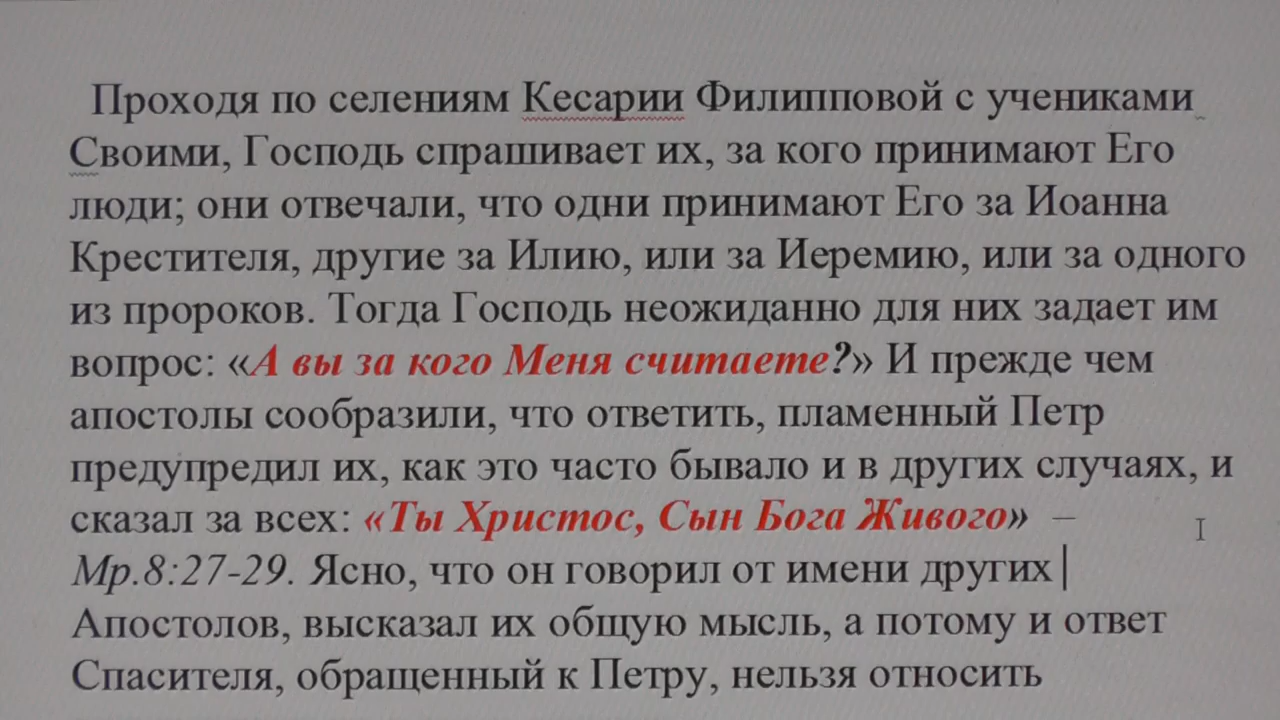 Проходя по селениям Кесарии Филипповой с учениками
Своими, Господь спрашивает их, за кого принимают Его
люди; они отвечали, что одни принимают Его за Иоанна
Крестителя, другие за Илию, или за Иеремию, или за одного
из пророков. Тогда Господь неожиданно для них задает им
вопрос: «А вы за кого Меня считаете?» И прежде чем
апостолы сообразили, что ответить, пламенный Петр
предупредил их, как это часто бывало и в других случаях, и
сказал за всех: «Ты Христос, Сын Бога Живого» –
Мр.8:27-29. Ясно, что он говорил от имени других
Апостолов, высказал их общую мысль, а потому и ответ
Спасителя, обращенный к Петру, нельзя относить